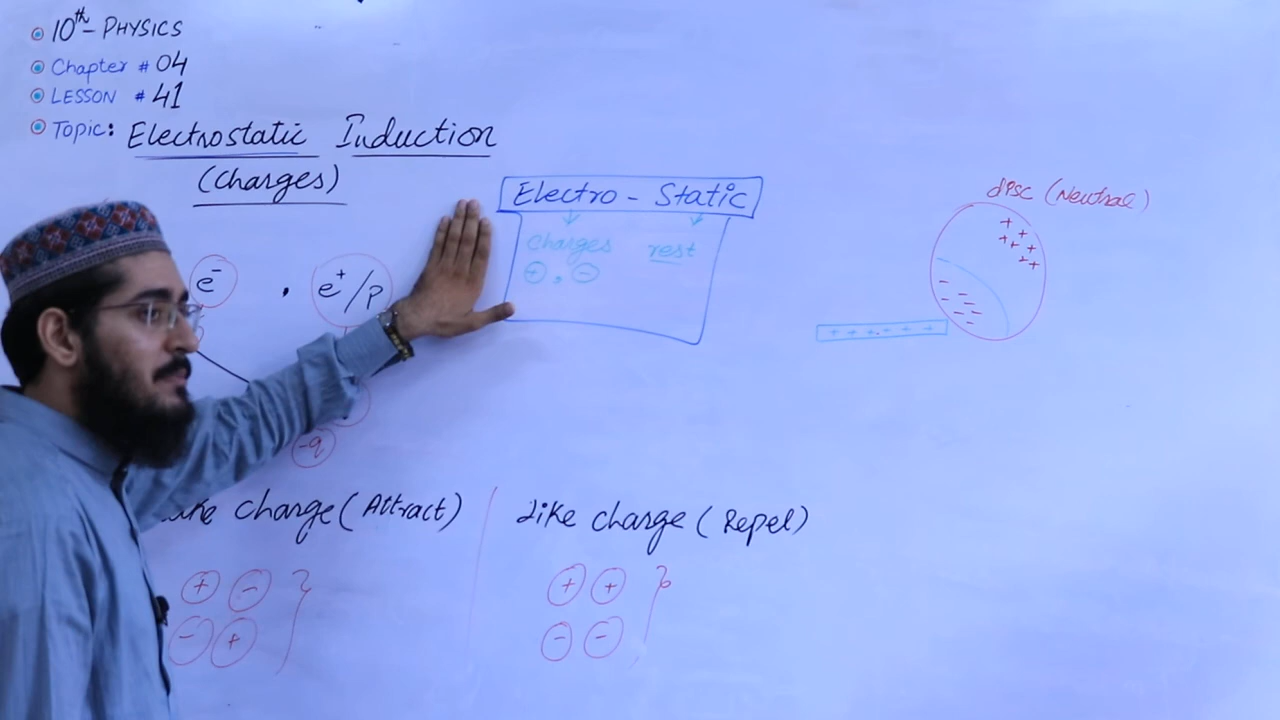 10th - PHYSICS
Chapter # 04
LESSON # 41
Topic: Electrostatic Induction
(Charges)
Electro - Static
charges rest
+ , -
disc (Neutral)
+ + + + + + + +
- - - - - - - -
+ + + + + +
e- , e+/p
-q
like charge (Attract)
like charge (Repel)
+ -
- +
+ +
- -